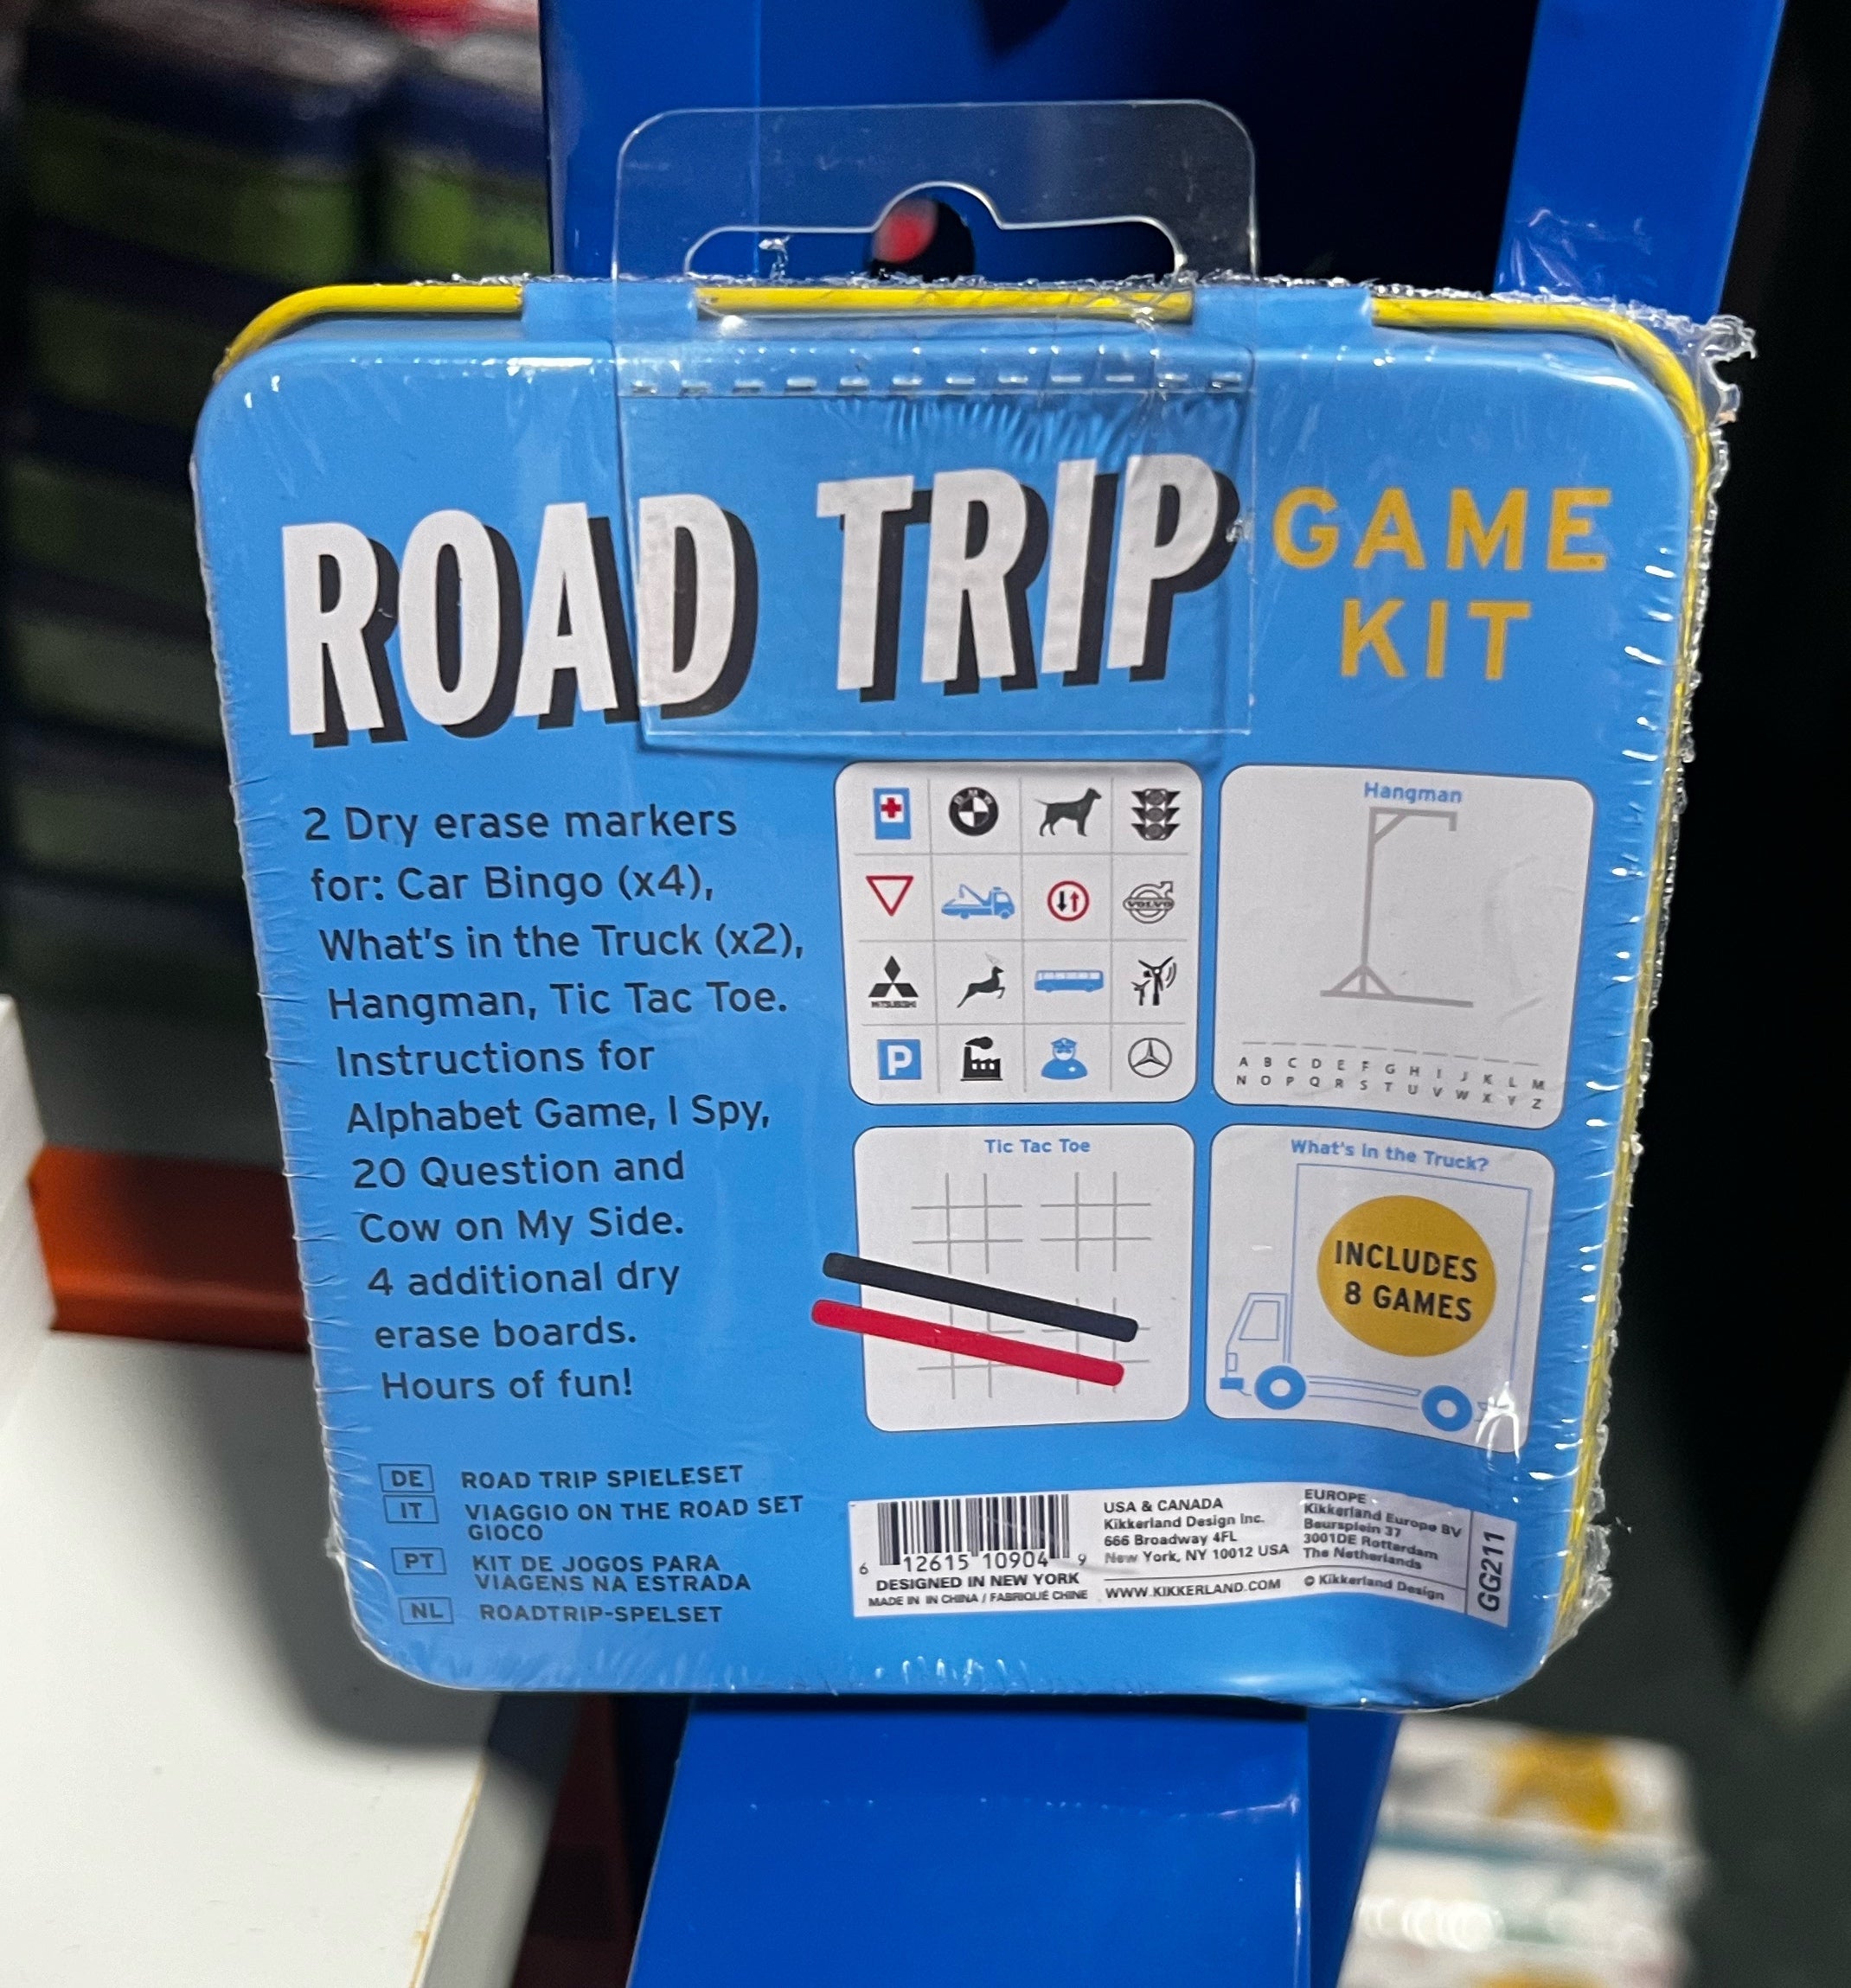 ROAD TRIP GAME
KIT
2 Dry erase markers
for: Car Bingo (x4),
What's in the Truck (x2),
Hangman, Tic Tac Toe.
Instructions for
Alphabet Game, I Spy,
20 Question and
Cow on My Side.
4 additional dry
erase boards.
Hours of fun!
BMW
VOLVO
MITSUBISHI
P
Hangman
A B C D E F G H I J K L M
N O P Q R S T U V W X Y Z
Tic Tac Toe
What's in the Truck?
INCLUDES
8 GAMES
DE ROAD TRIP SPIELESET
IT VIAGGIO ON THE ROAD SET
GIOCO
PT KIT DE JOGOS PARA
VIAGENS NA ESTRADA
NL ROADTRIP-SPELSET
6 12615 10904 9
DESIGNED IN NEW YORK
MADE IN IN CHINA / FABRIQUÉ CHINE
USA & CANADA
Kikkerland Design Inc.
666 Broadway 4FL
New York, NY 10012 USA
WWW.KIKKERLAND.COM
EUROPE
Kikkerland Europe BV
Beursplein 37
3001DE Rotterdam
The Netherlands
© Kikkerland Design
GG211